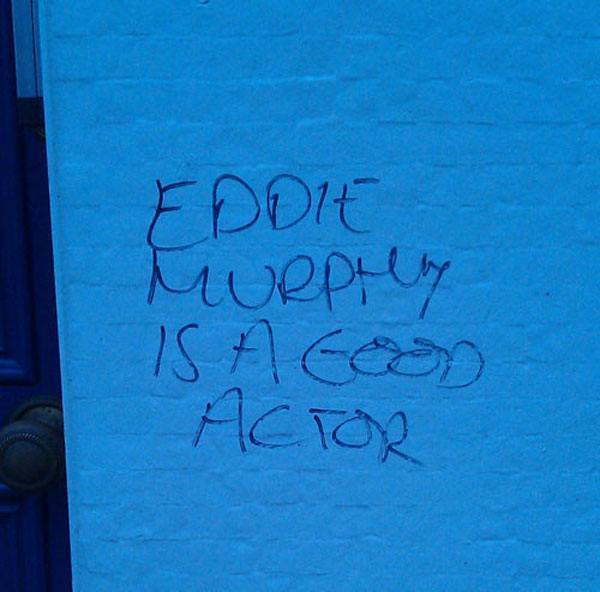 EDDIE
MURPHY
IS A GOOD
ACTOR